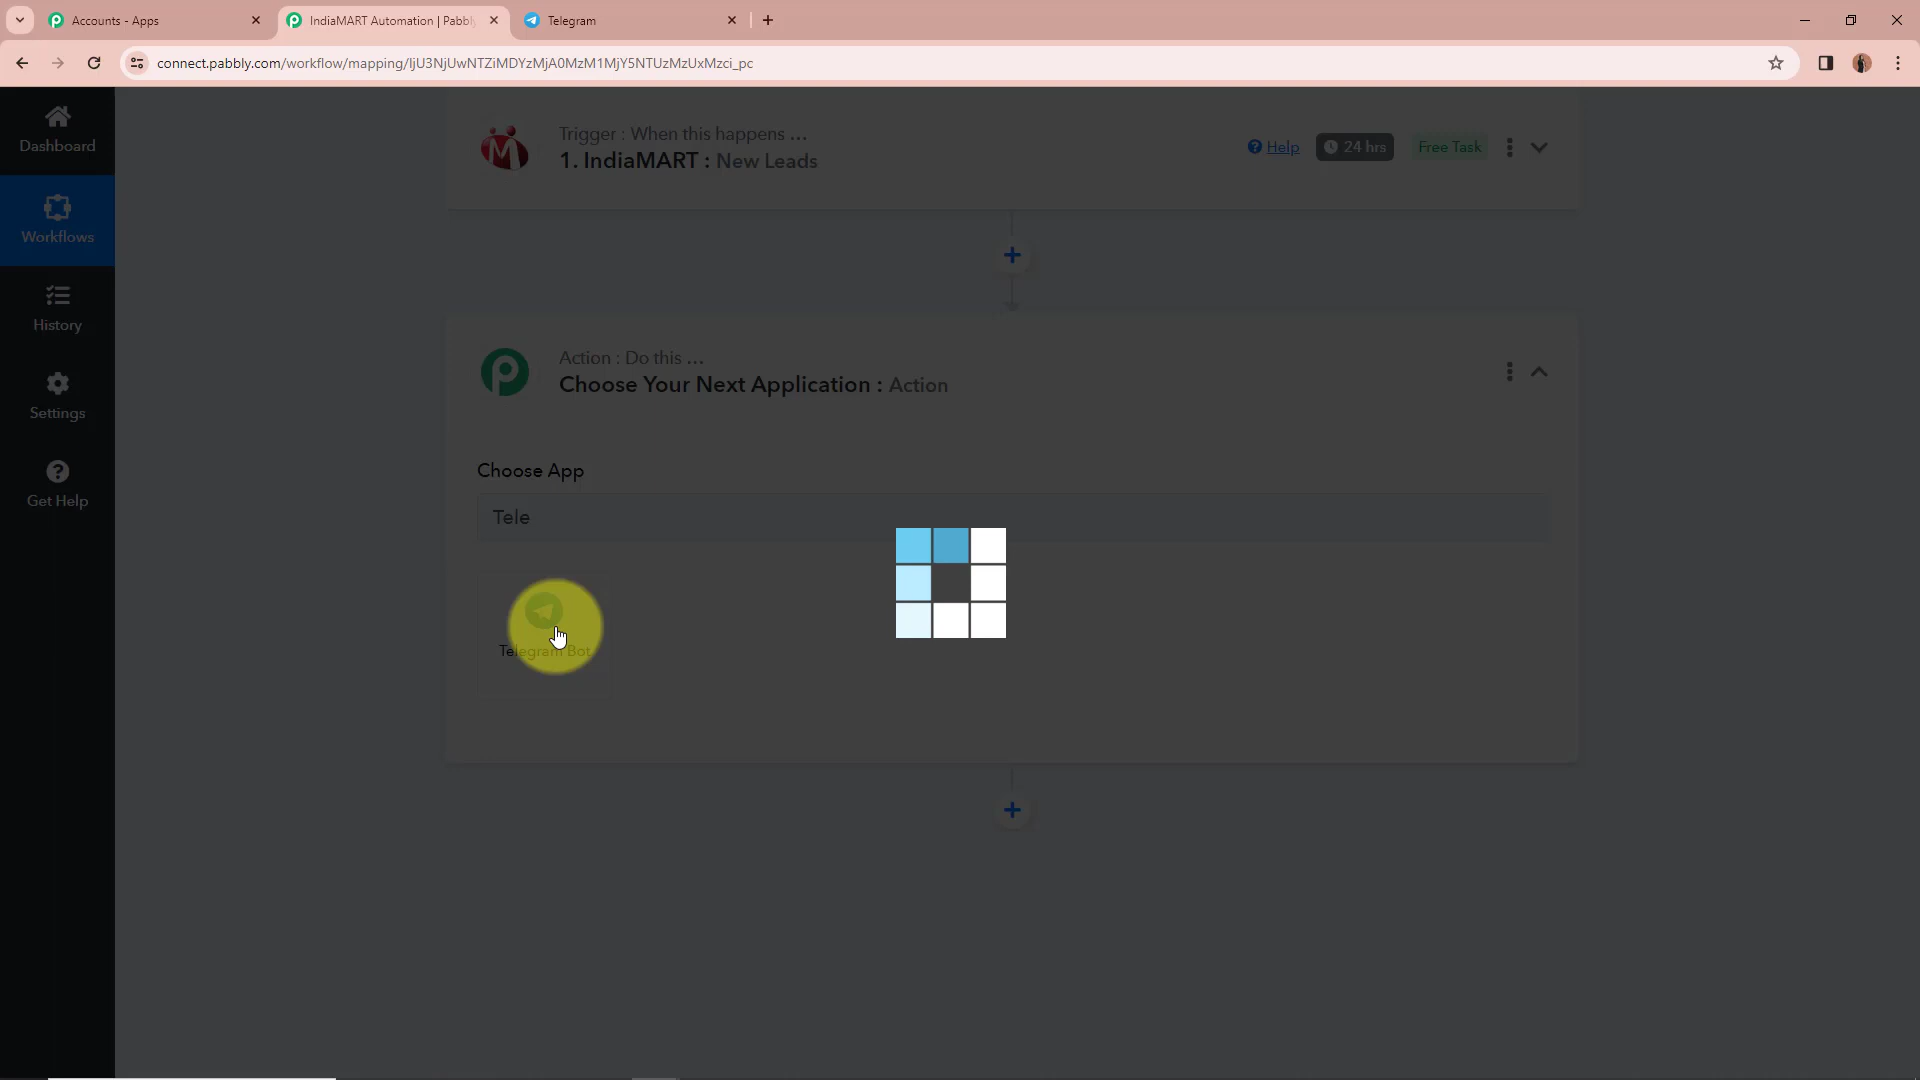 Accounts - Apps
IndiaMART Automation | Pabbly
Telegram
connect.pabbly.com/workflow/mapping/IjU3NjUwNTZiMDYzMjA0MzM1MjY5NTUzMzUxMzci_pc
Dashboard
Workflows
History
Settings
Get Help
Trigger : When this happens ...
1. IndiaMART : New Leads
Help
24 hrs
Free Task
Action : Do this ...
Choose Your Next Application : Action
Choose App
Tele
Telegram Bot